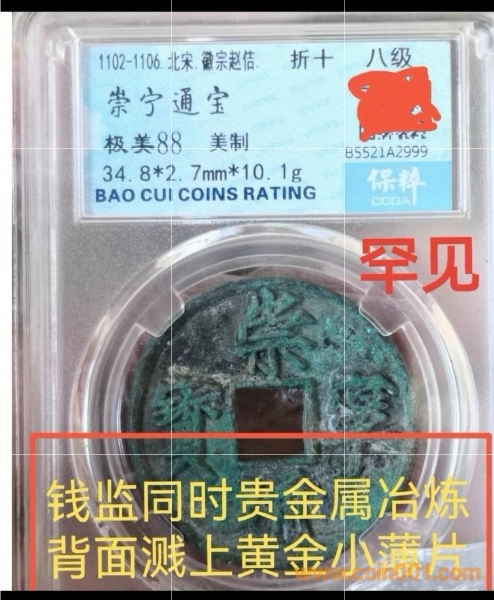 1102-1106 北宋 徽宗赵佶 折十 八级
崇宁通宝
极美88 美制
B5521A2999
34.8*2.7mm*10.1g
保粹
BAO CUI COINS RATING
CCGA
罕见
崇
钱监同时贵金属冶炼
背面溅上黄金小薄片
www.coin001.com